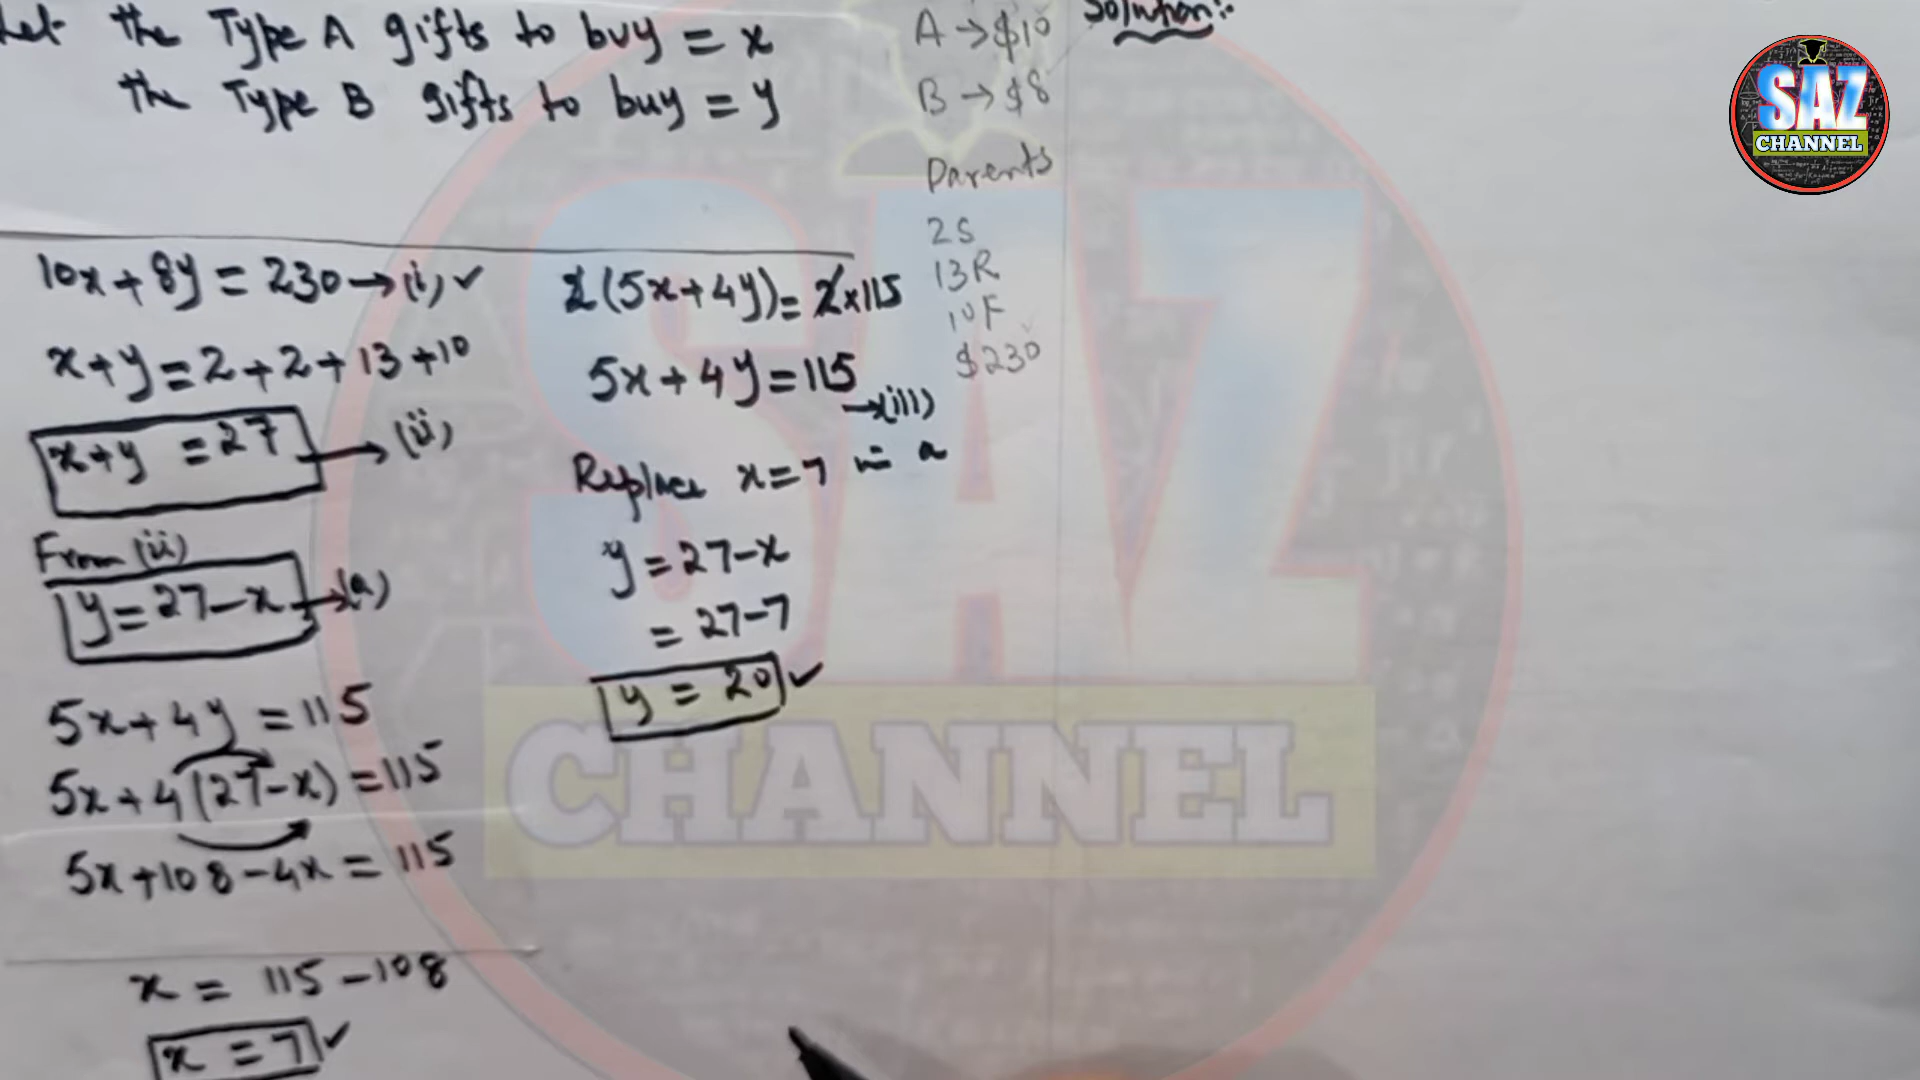 Let the Type A gifts to buy = x
the Type B gifts to buy = y
10x + 8y = 230 → (i) ✓
x + y = 2 + 2 + 13 + 10
x + y = 27 → (ii)
From (ii)
y = 27 - x → (a)
5x + 4y = 115
5x + 4(27 - x) = 115
5x + 108 - 4x = 115
x = 115 - 108
x = 7 ✓
2(5x + 4y) = 2 x 115
5x + 4y = 115
→ (iii)
Replace x = 7 in a
y = 27 - x
= 27 - 7
y = 20 ✓
A → $10
B → $8
Parents
2S
13R
10F
$230
Solution:-
SAZ
CHANNEL
SAZ
CHANNEL